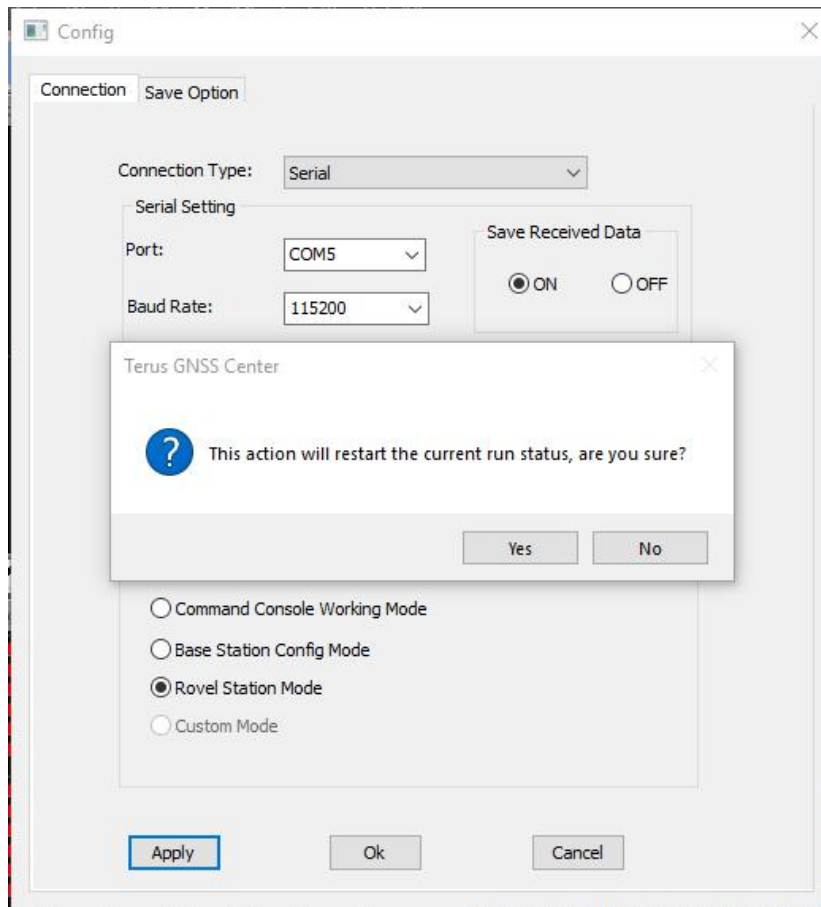 Config
Connection
Save Option
Connection Type:
Serial
Serial Setting
Port:
COM5
Save Received Data
ON
OFF
Baud Rate:
115200
Terus GNSS Center
?
This action will restart the current run status, are you sure?
Yes
No
Command Console Working Mode
Base Station Config Mode
Rovel Station Mode
Custom Mode
Apply
Ok
Cancel